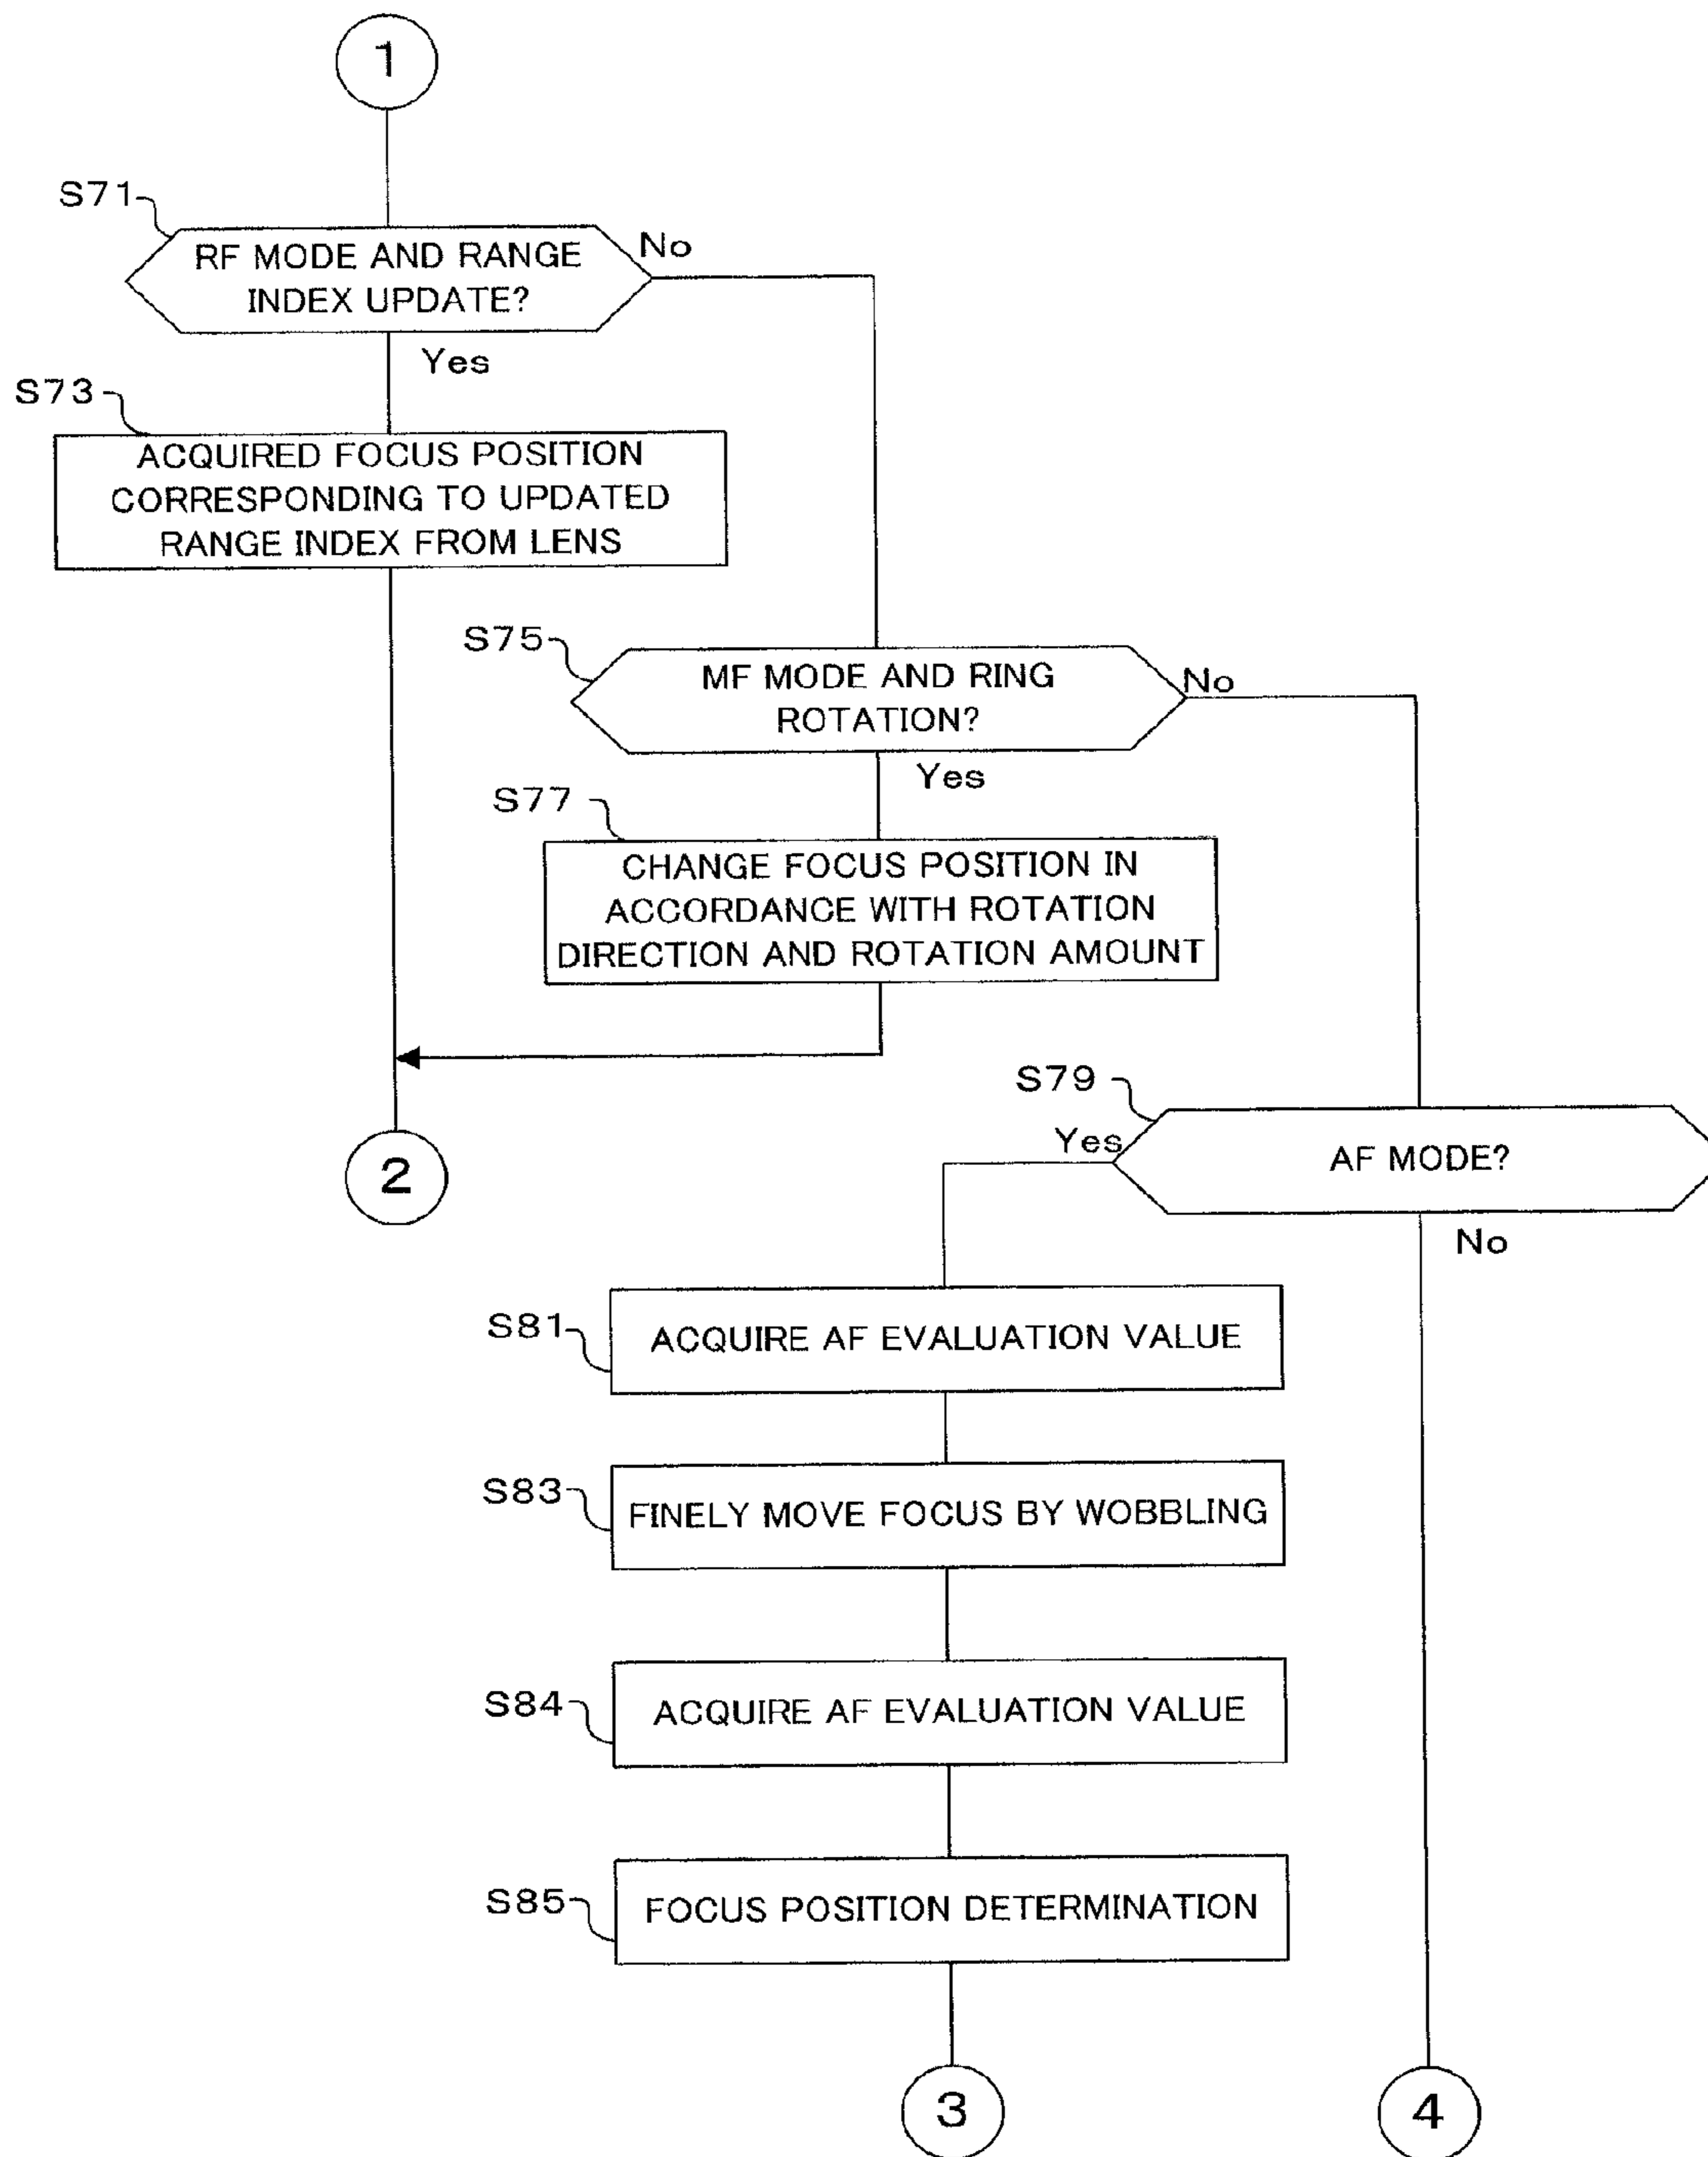 1
S71
RF MODE AND RANGE
INDEX UPDATE?
No
Yes
S73
ACQUIRED FOCUS POSITION
CORRESPONDING TO UPDATED
RANGE INDEX FROM LENS
S75
MF MODE AND RING
ROTATION?
No
Yes
S77
CHANGE FOCUS POSITION IN
ACCORDANCE WITH ROTATION
DIRECTION AND ROTATION AMOUNT
2
S79
AF MODE?
Yes
No
S81
ACQUIRE AF EVALUATION VALUE
S83
FINELY MOVE FOCUS BY WOBBLING
S84
ACQUIRE AF EVALUATION VALUE
S85
FOCUS POSITION DETERMINATION
3
4